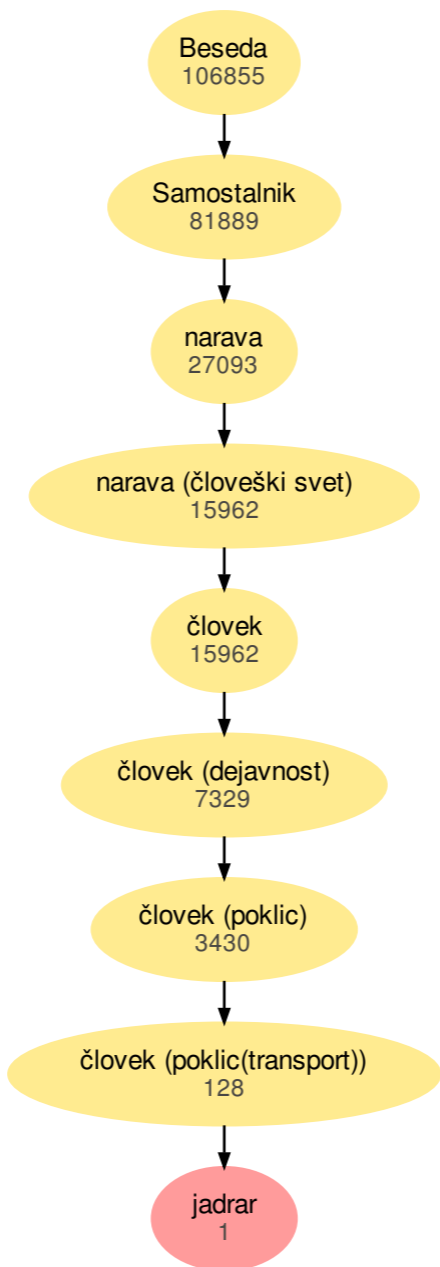 Beseda
106855
Samostalnik
81889
narava
27093
narava (človeški svet)
15962
človek
15962
človek (dejavnost)
7329
človek (poklic)
3430
človek (poklic(transport))
128
jadrar
1